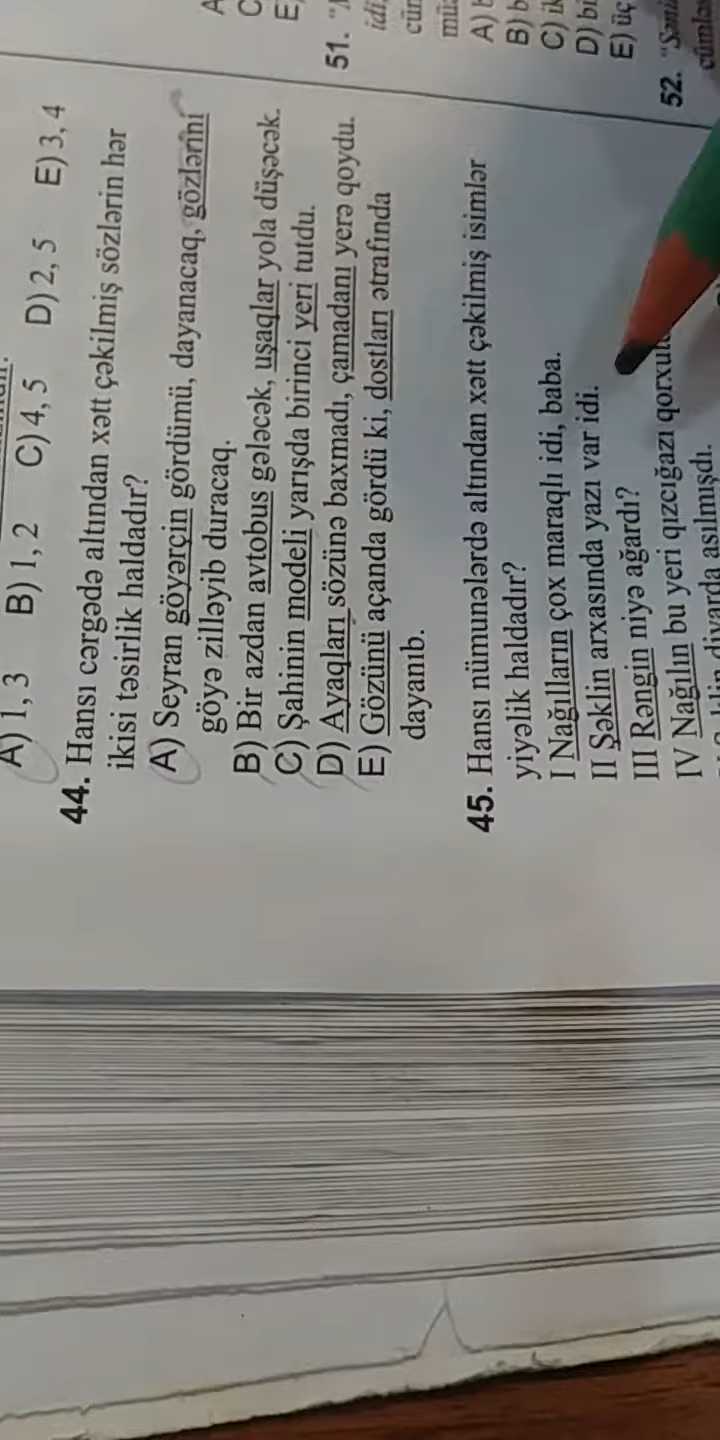 A) 1, 3 B) 1, 2 C) 4, 5 D) 2, 5 E) 3, 4
44. Hansı cərgədə altından xətt çəkilmiş sözlərin hər
ikisi təsirlik haldadır?
A) Seyran göyərçin gördümü, dayanacaq, gözlərini
göyə zilləyib duracaq.
B) Bir azdan avtobus gələcək, uşaqlar yola düşəcək.
C) Şahinin modeli yarışda birinci yeri tutdu.
D) Ayaqları sözünə baxmadı, çamadanı yerə qoydu.
E) Gözünü açanda gördü ki, dostları ətrafında
dayanıb.
45. Hansı nümunələrdə altından xətt çəkilmiş isimlər
yiyəlik haldadır?
I Nağılların çox maraqlı idi, baba.
II Şəklin arxasında yazı var idi.
III Rəngin niyə ağardı?
IV Nağılın bu yeri qızcığazı
divarda asılmışdı.
A
C
E
51.
idi,
A)
B) b
C) ik
D) bi
E) üç
52.